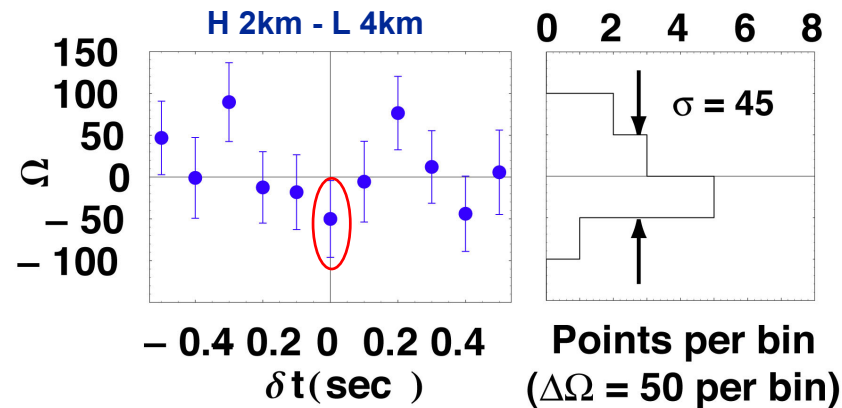 H 2km - L 4km
150
100
50
0
– 50
– 100
Ω
– 0.4 0.2 0 0.2 0.4
δt(sec )
0 2 4 6 8
σ = 45
Points per bin
(ΔΩ = 50 per bin)